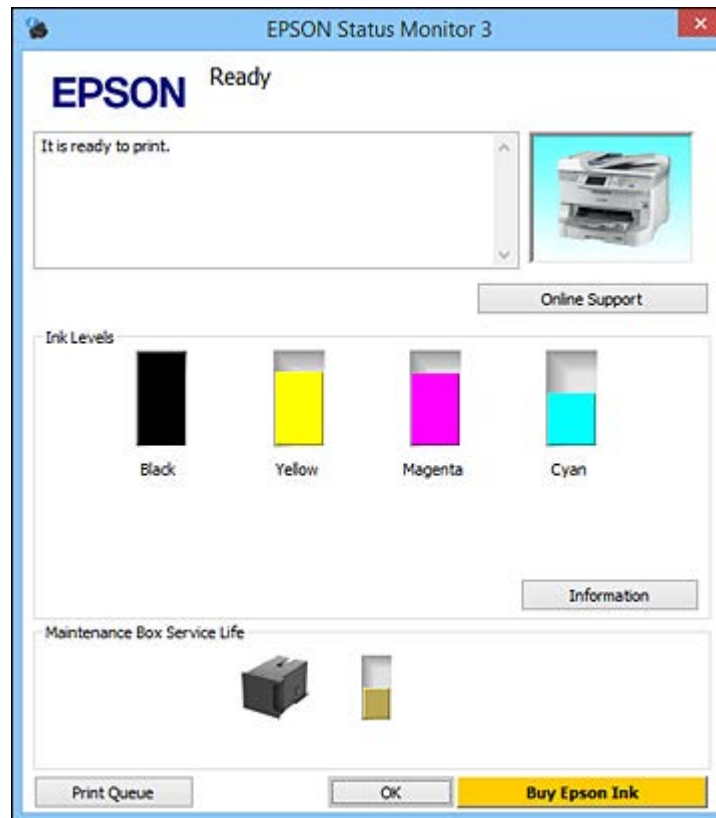 EPSON Status Monitor 3
EPSON
Ready
It is ready to print.
Online Support
Ink Levels
Black Yellow Magenta Cyan
Information
Maintenance Box Service Life
Print Queue OK Buy Epson Ink